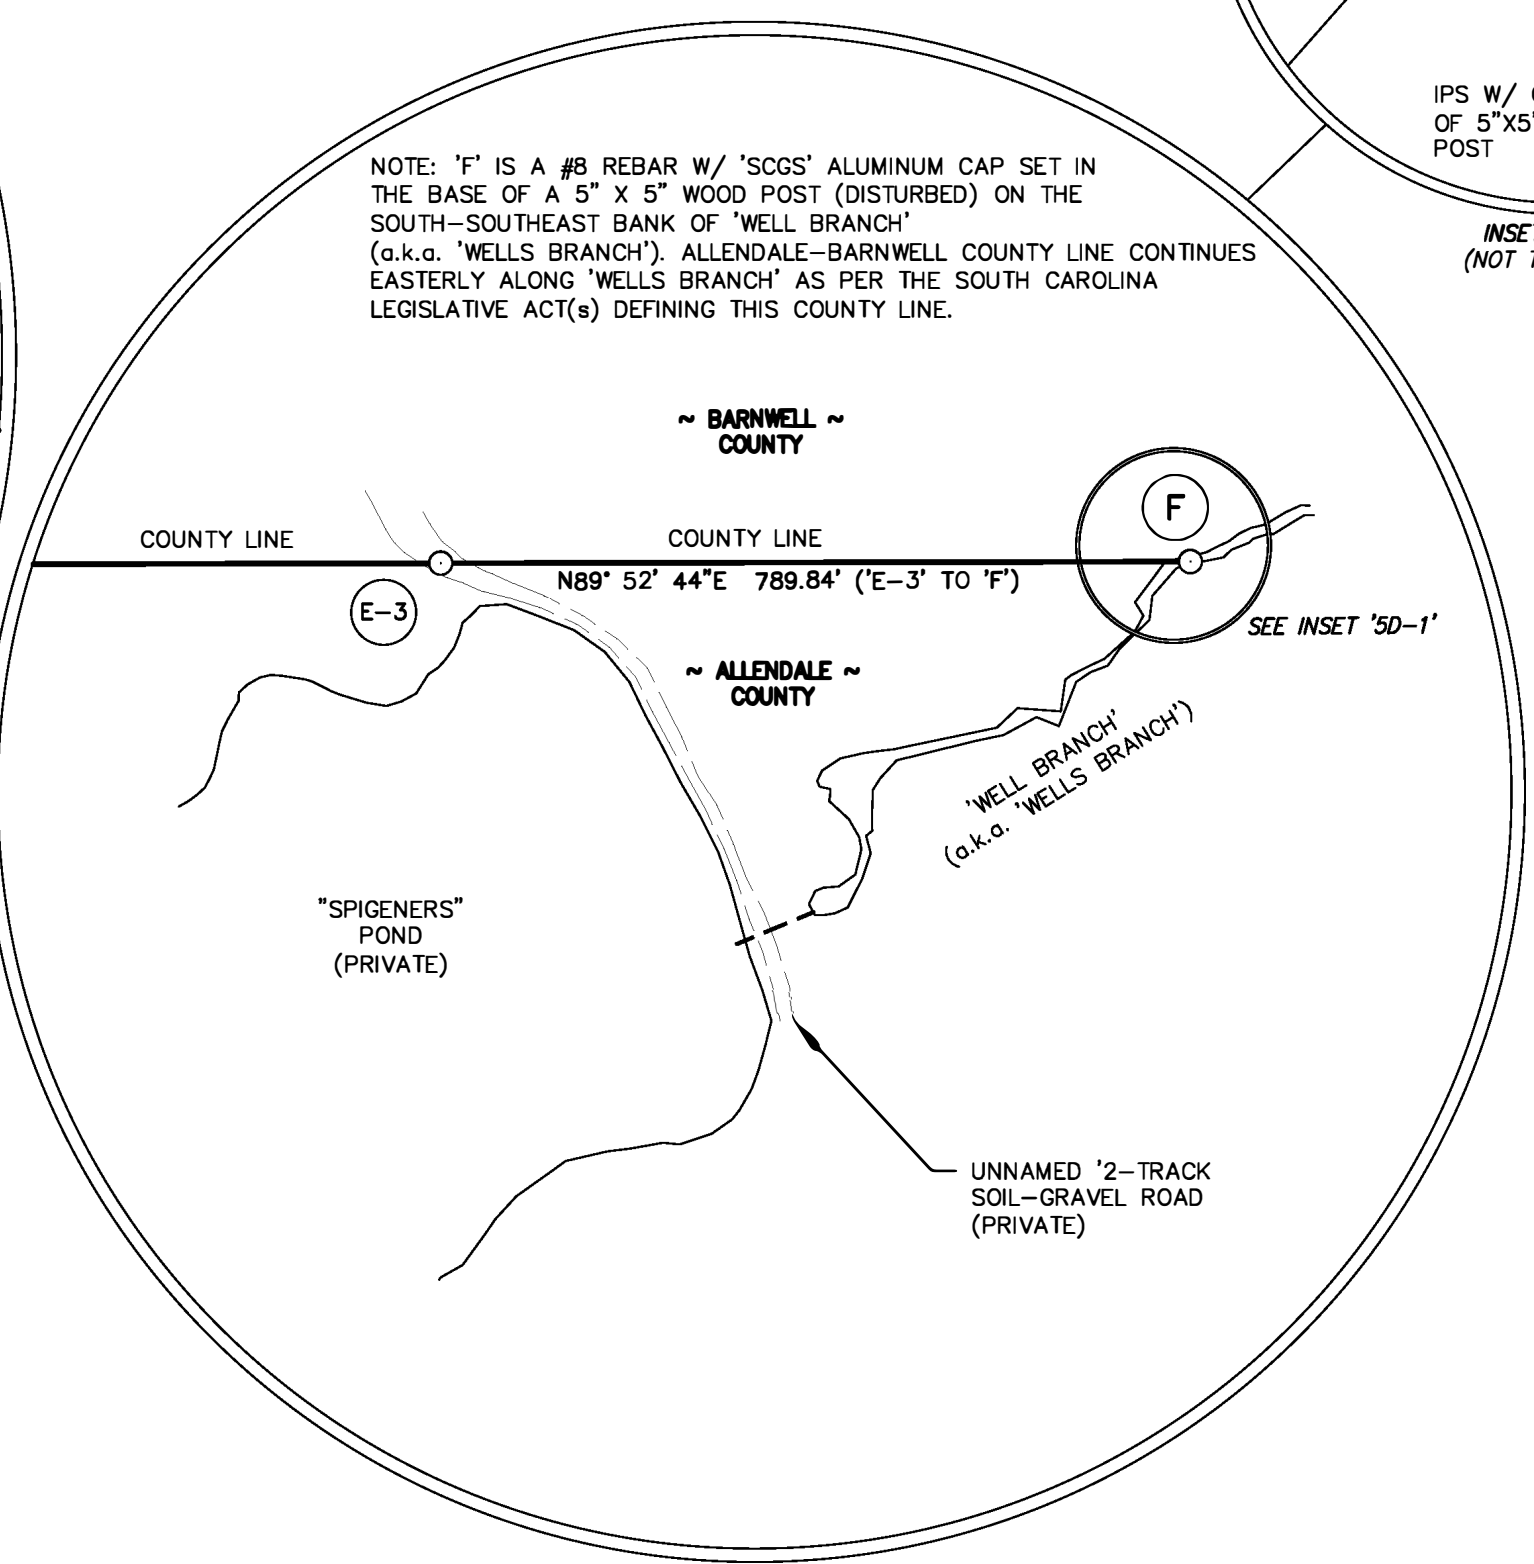 NOTE: 'F' IS A #8 REBAR W/ 'SCGS' ALUMINUM CAP SET IN
THE BASE OF A 5" X 5" WOOD POST (DISTURBED) ON THE
SOUTH-SOUTHEAST BANK OF 'WELL BRANCH'
(a.k.a. 'WELLS BRANCH'). ALLENDALE-BARNWELL COUNTY LINE CONTINUES
EASTERLY ALONG 'WELLS BRANCH' AS PER THE SOUTH CAROLINA
LEGISLATIVE ACT(s) DEFINING THIS COUNTY LINE.
IPS W/
OF 5"X5"
POST
(NOT
~ BARNWELL ~
COUNTY
F
COUNTY LINE
COUNTY LINE
N89° 52' 44"E 789.84' ('E-3' TO 'F')
E-3
SEE INSET '5D-1'
~ ALLENDALE ~
COUNTY
'WELL BRANCH'
(a.k.a. 'WELLS BRANCH')
"SPIGENERS"
POND
(PRIVATE)
UNNAMED '2-TRACK
SOIL-GRAVEL ROAD
(PRIVATE)